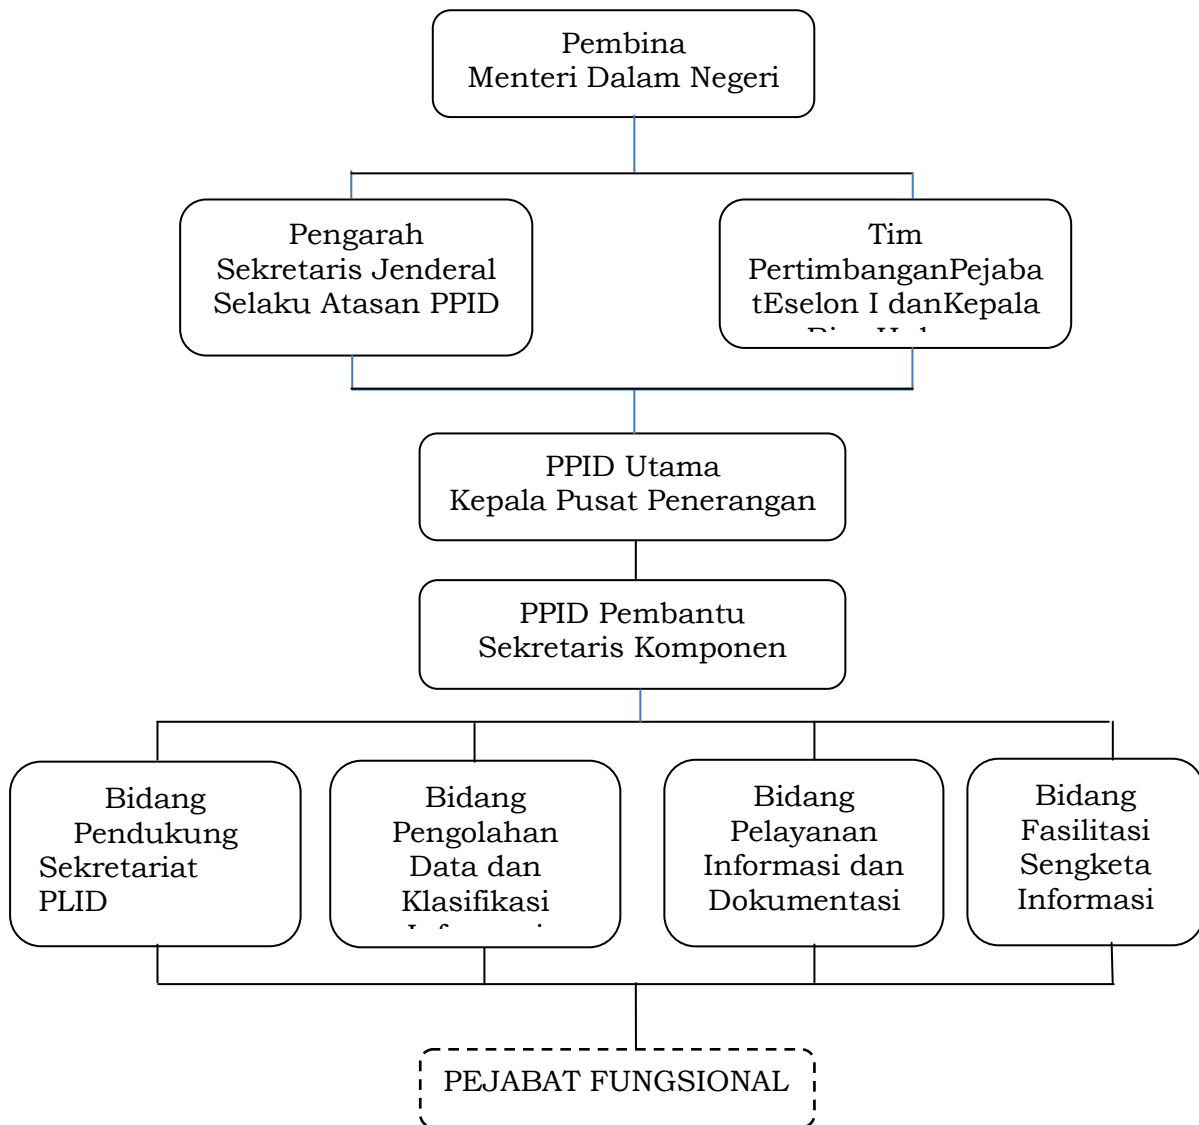 Pembina
Menteri Dalam Negeri
Pengarah
Sekretaris Jenderal
Selaku Atasan PPID
Tim
PertimbanganPejaba
tEselon I danKepala
PPID Utama
Kepala Pusat Penerangan
PPID Pembantu
Sekretaris Komponen
Bidang
Pendukung
Sekretariat
PLID
Bidang
Pengolahan
Data dan
Klasifikasi
Bidang
Pelayanan
Informasi dan
Dokumentasi
Bidang
Fasilitasi
Sengketa
Informasi
PEJABAT FUNGSIONAL